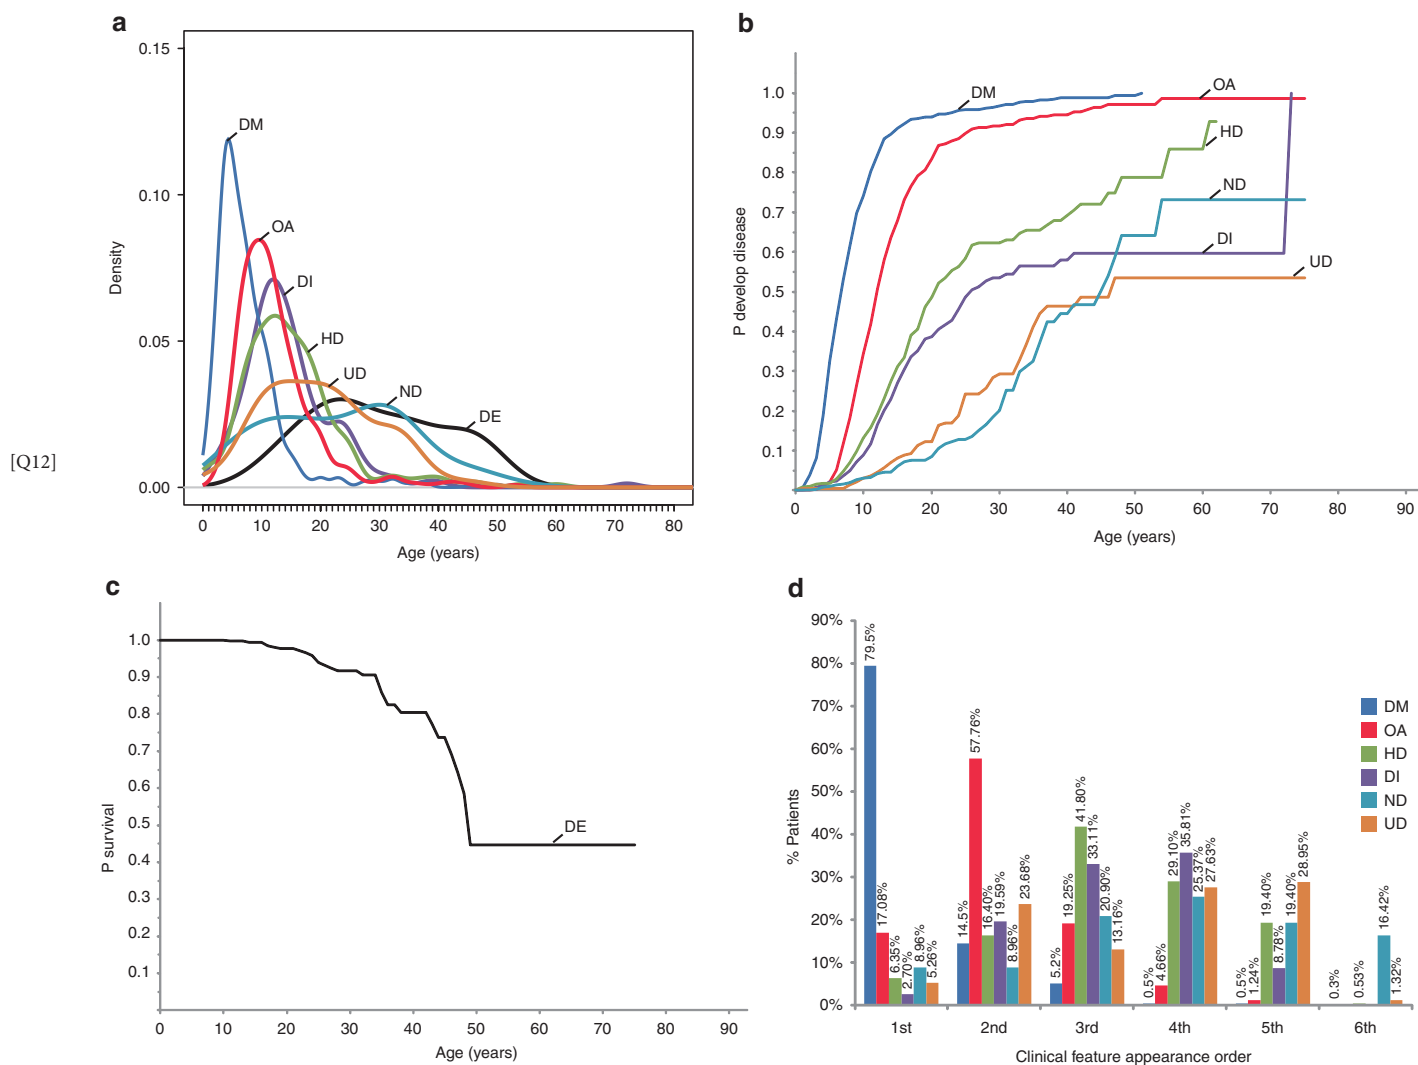 a
0.15
0.10
0.05
0.00
Density
DM
OA
DI
HD
UD
ND
DE
0 10 20 30 40 50 60 70 80
Age (years)
[Q12]
b
1.0
0.9
0.8
0.7
0.6
0.5
0.4
0.3
0.2
0.1
P develop disease
DM
OA
HD
ND
DI
UD
0 10 20 30 40 50 60 70 80 90
Age (years)
c
1.0
0.9
0.8
0.7
0.6
0.5
0.4
0.3
0.2
0.1
P survival
DE
0 10 20 30 40 50 60 70 80 90
Age (years)
d
90%
80%
70%
60%
50%
40%
30%
20%
10%
0%
% Patients
79.5% 17.08% 6.35% 2.70% 8.96% 5.26%
14.5% 57.76% 16.40% 19.59% 8.96% 23.68%
5.2% 19.25% 41.80% 33.11% 20.90% 13.16%
0.5% 4.66% 29.10% 35.81% 25.37% 27.63%
0.5% 1.24% 19.40% 8.78% 19.40% 28.95%
0.3% 0.53% 16.42% 1.32%
DM
OA
HD
DI
ND
UD
1st 2nd 3rd 4th 5th 6th
Clinical feature appearance order